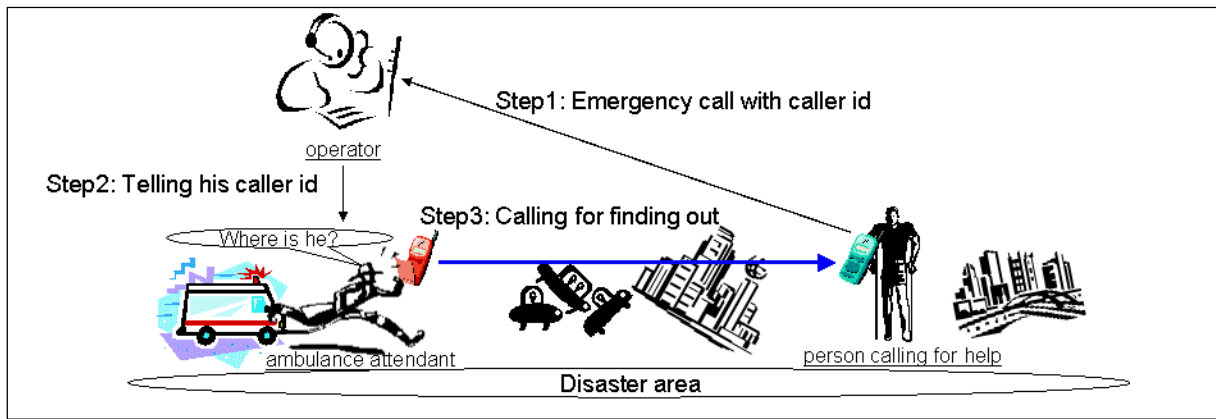 Step1: Emergency call with caller id
operator
Step2: Telling his caller id
Step3: Calling for finding out
Where is he?
ambulance attendant
person calling for help
Disaster area